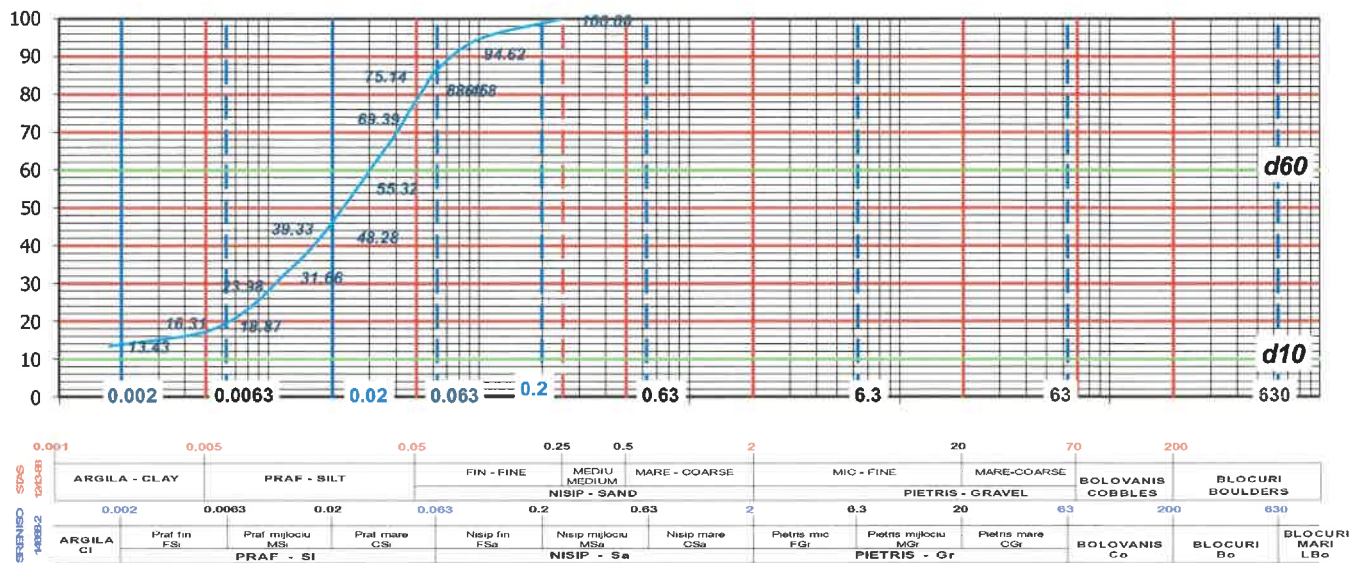 100
100.00
90
94.62
75.14
80
69.39
70
60
d60
55.32
50
39.33
48.28
40
31.66
30
23.98
20
16.31
18.87
13.43
10
d10
0
0.002 0.0063 0.02 0.063 0.2 0.63 6.3 63 630
0.001 0.005 0.05 0.25 0.5 2 20 70 200
STAS
1243-88
ARGILA - CLAY PRAF - SILT FIN - FINE MEDIU MEDIUM MARE - COARSE MIC - FINE MARE-COARSE BOLOVANIS COBBLES BLOCURI BOULDERS
NISIP - SAND PIETRIS - GRAVEL
0.002 0.0063 0.02 0.063 0.2 0.63 2 6.3 20 63 200 630
SR EN ISO
14688-2
ARGILA Cl Praf fin FSi Praf mijlociu MSi Praf mare CSi Nisip fin FSa Nisip mijlociu MSa Nisip mare CSa Pietris mic FGr Pietris mijlociu MGr Pietris mare CGr BOLOVANIS Co BLOCURI Bo BLOCURI MARI LBo
PRAF - SI NISIP - Sa PIETRIS - Gr